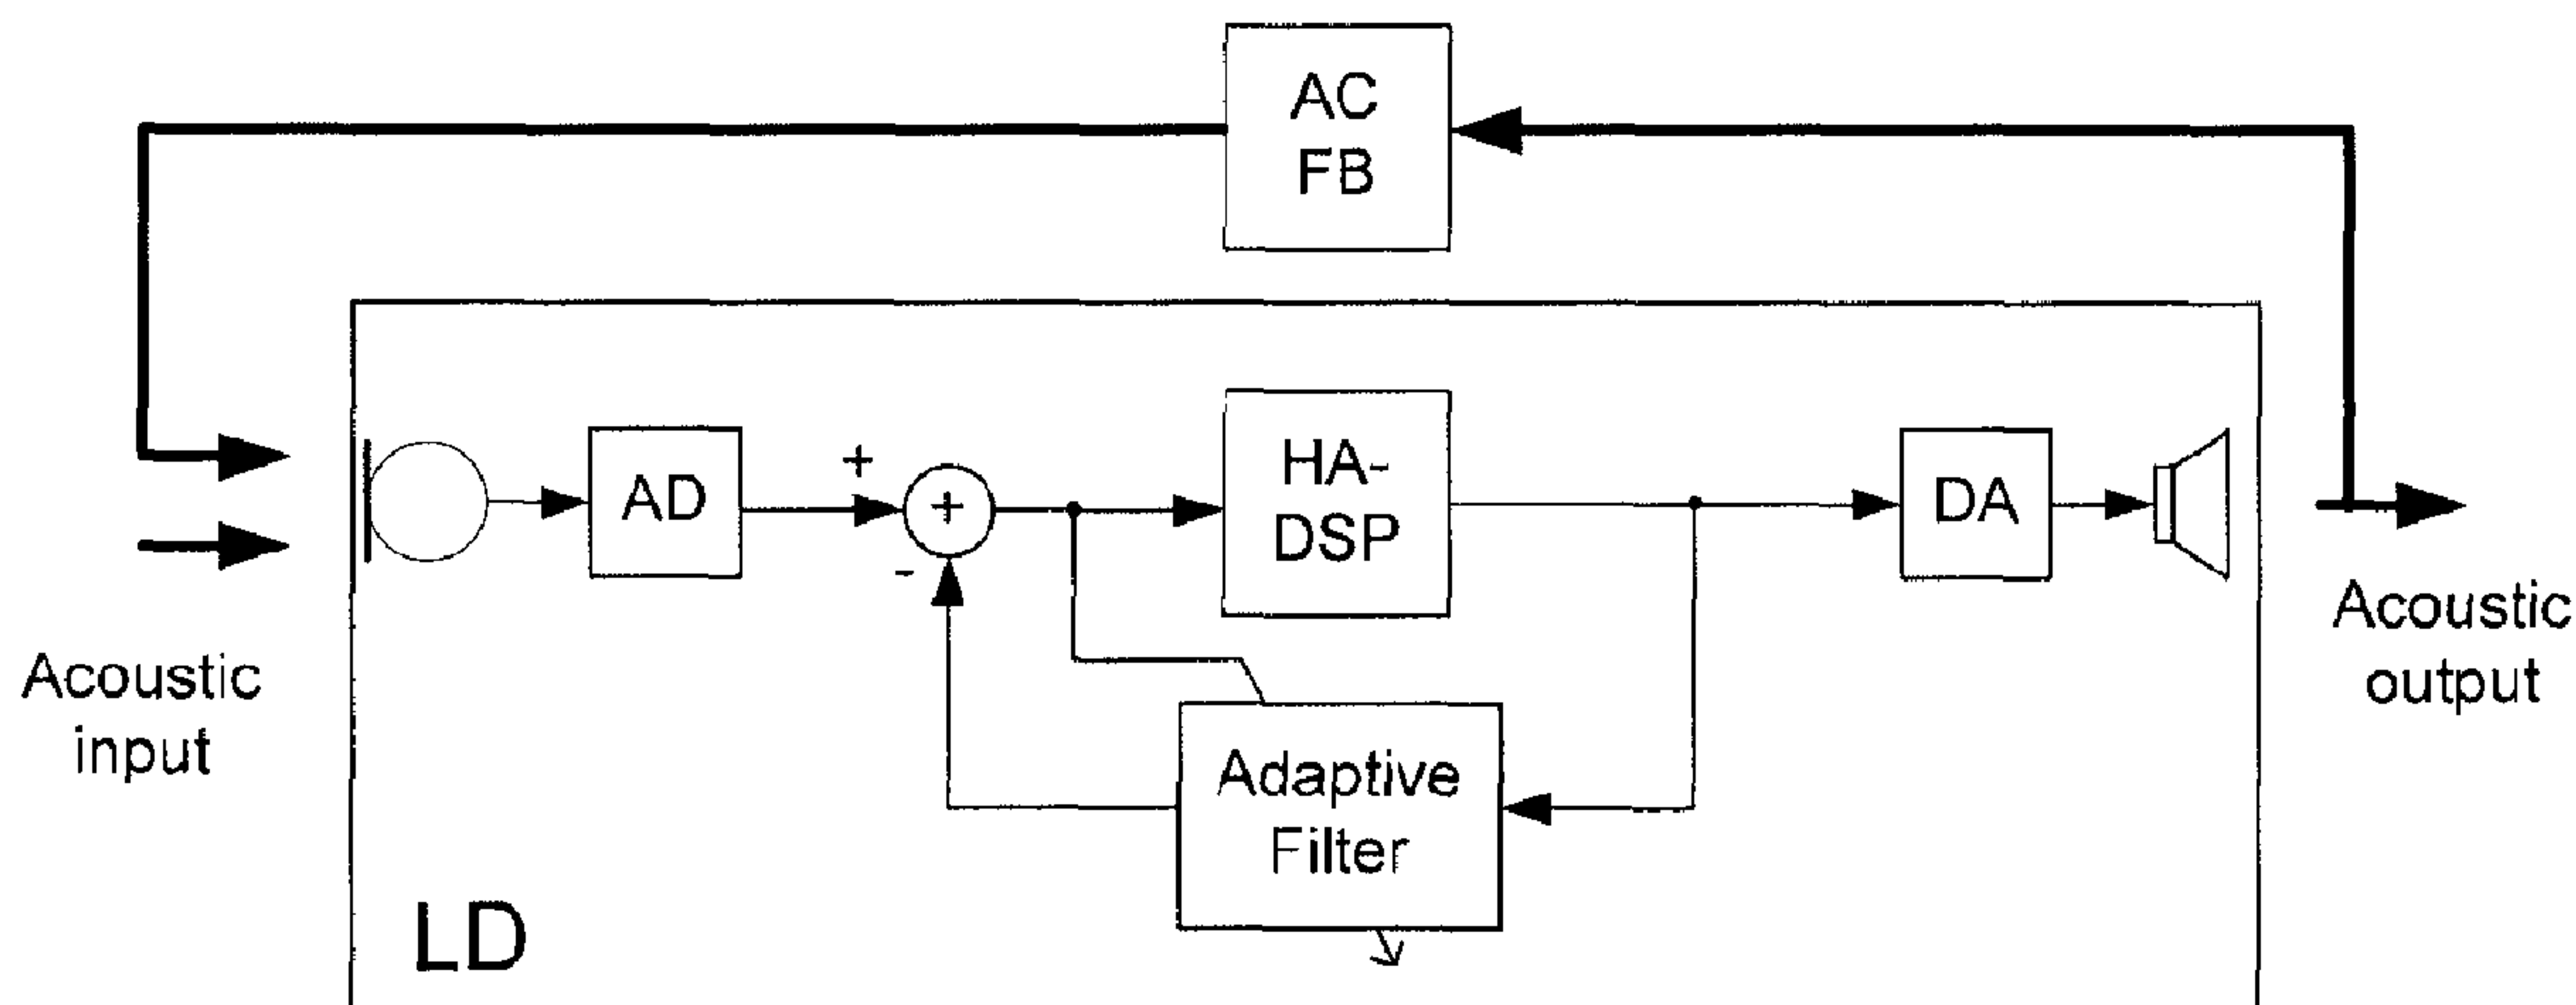 AC
FB
AD
+
+
-
HA-
DSP
DA
Acoustic
input
Acoustic
output
Adaptive
Filter
LD